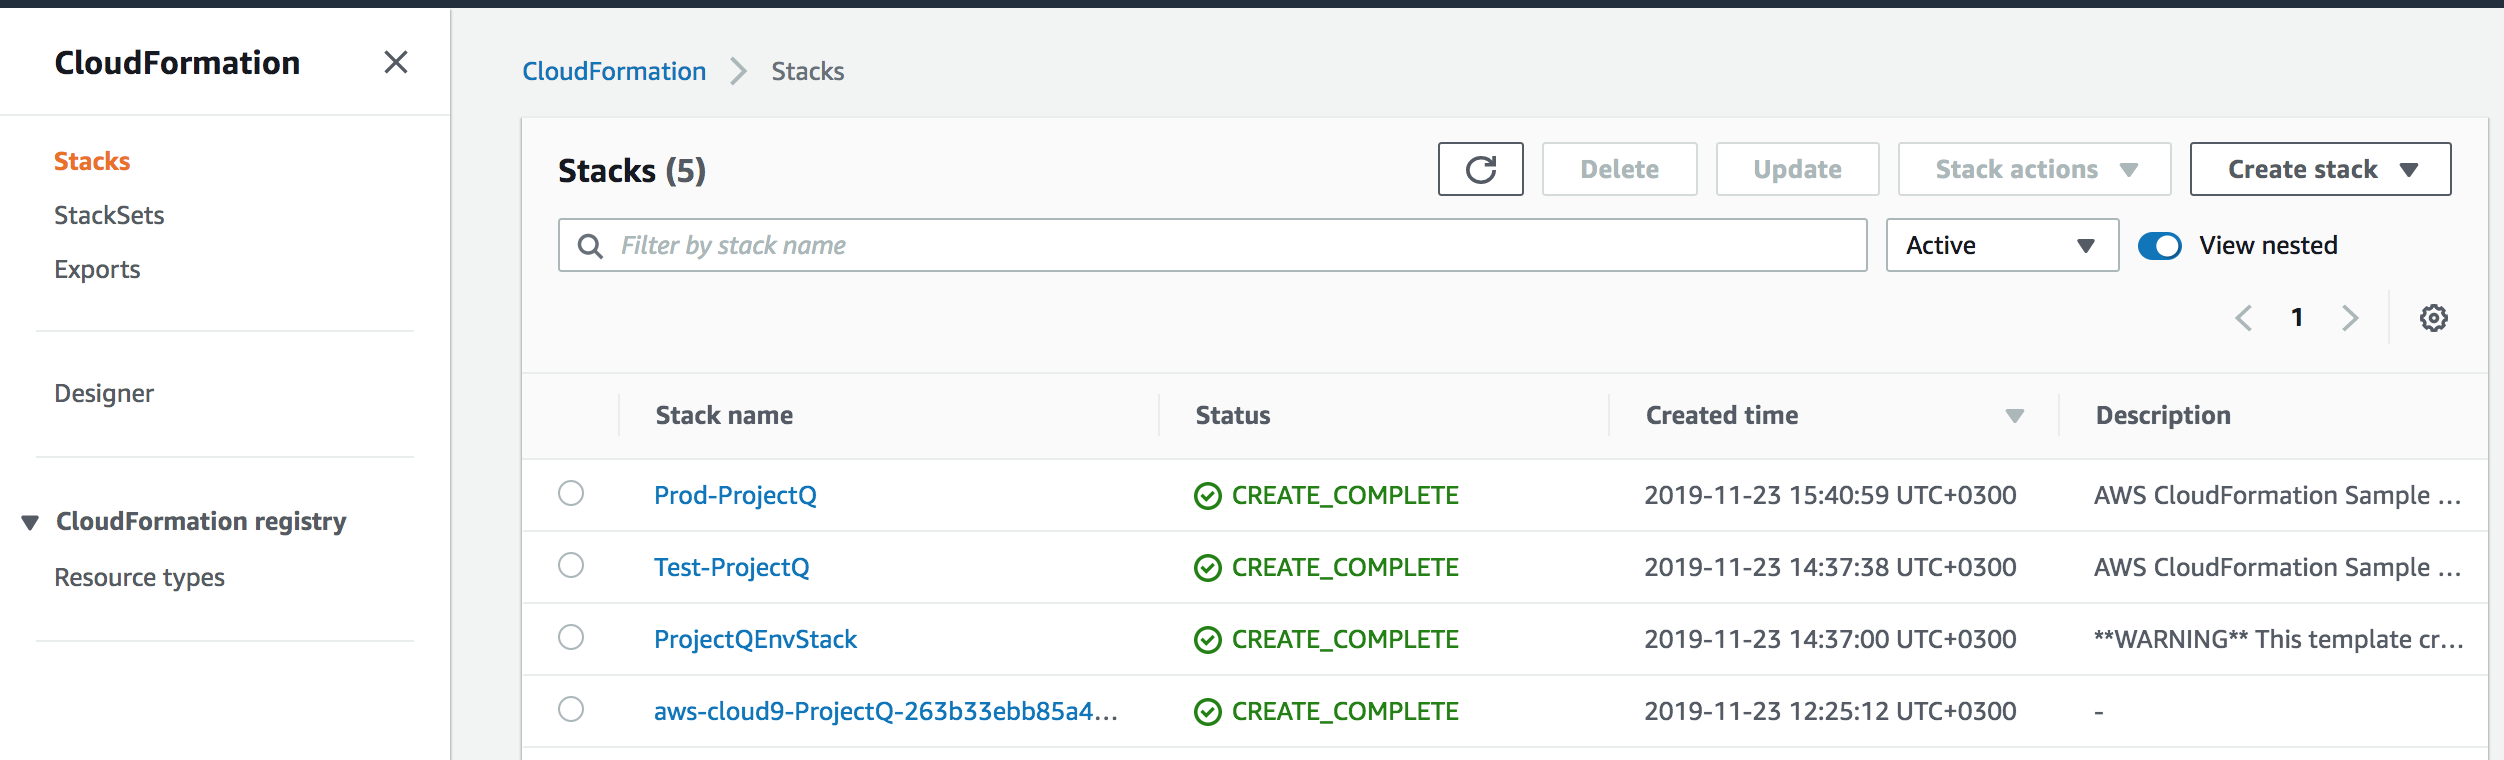 CloudFormation
Stacks
StackSets
Exports
Designer
CloudFormation registry
Resource types
CloudFormation > Stacks
Stacks (5)
Delete Update Stack actions Create stack
Filter by stack name Active View nested
1
Stack name Status Created time Description
Prod-ProjectQ CREATE_COMPLETE 2019-11-23 15:40:59 UTC+0300 AWS CloudFormation Sample ...
Test-ProjectQ CREATE_COMPLETE 2019-11-23 14:37:38 UTC+0300 AWS CloudFormation Sample ...
ProjectQEnvStack CREATE_COMPLETE 2019-11-23 14:37:00 UTC+0300 **WARNING** This template cr...
aws-cloud9-ProjectQ-263b33ebb85a4... CREATE_COMPLETE 2019-11-23 12:25:12 UTC+0300 -